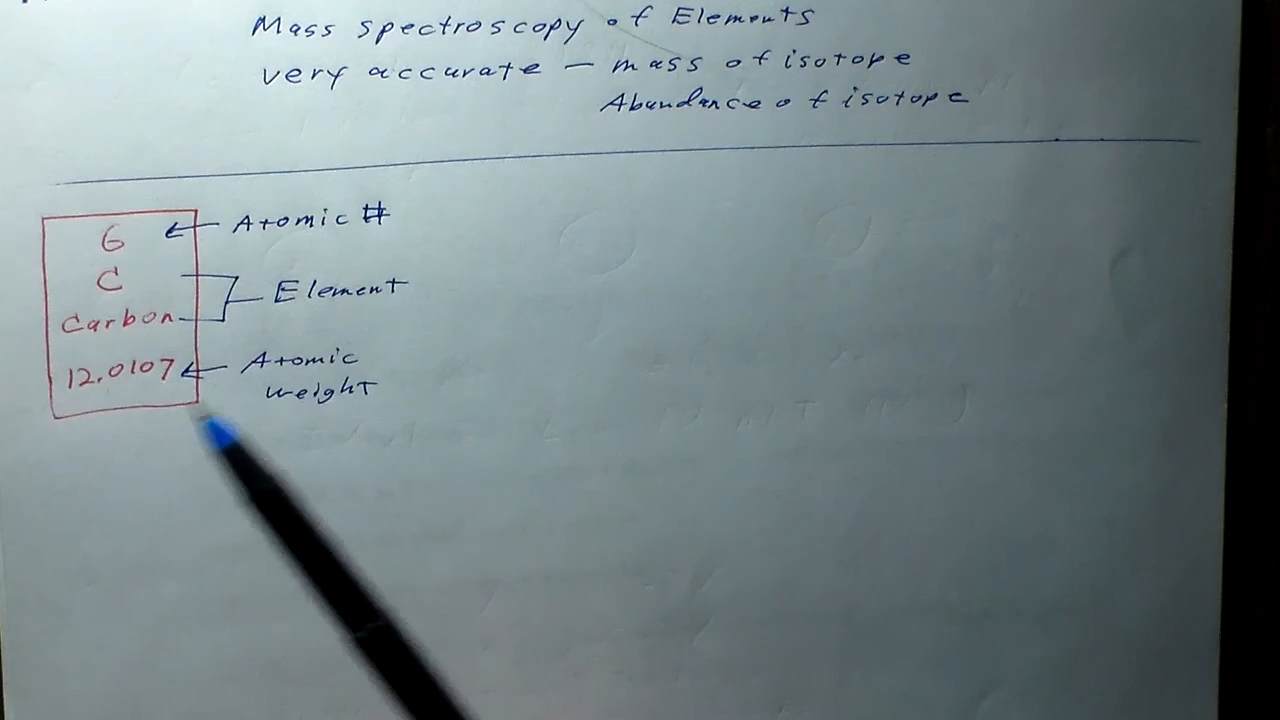 Mass spectroscopy of Elements
very accurate — mass of isotope
Abundance of isotope
6
Atomic #
C
Element
Carbon
12.0107
Atomic
weight